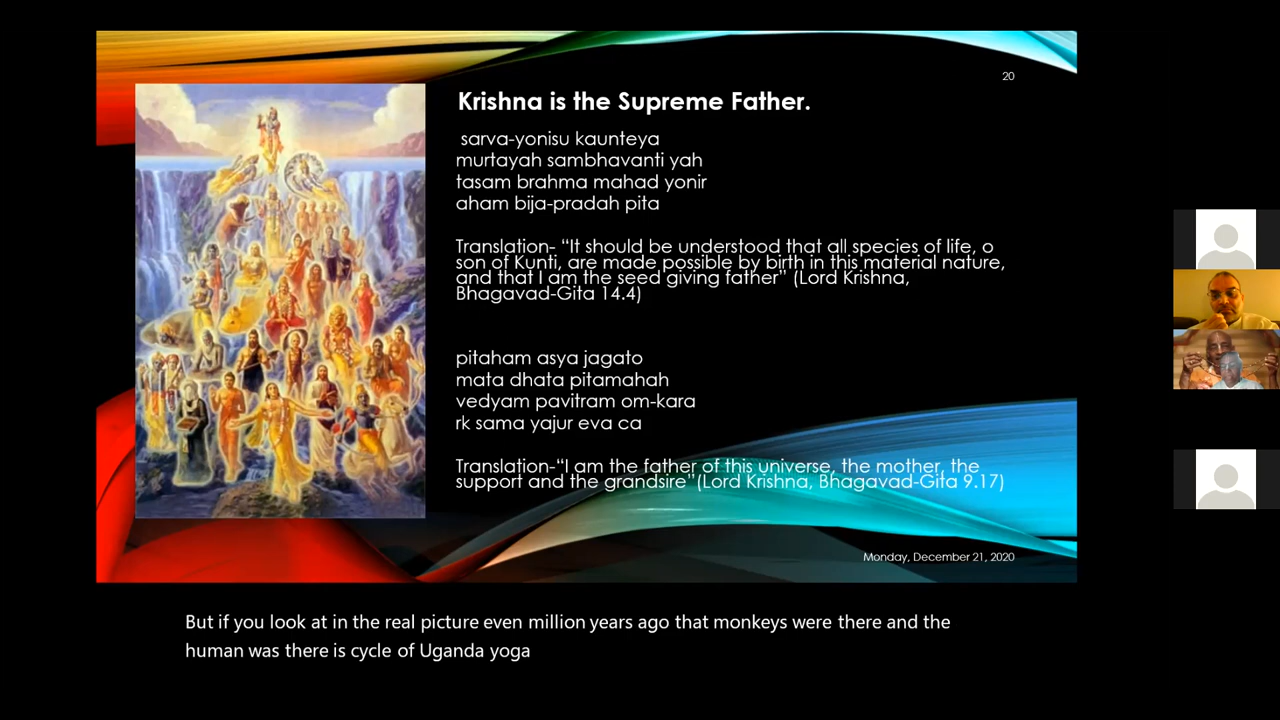 20
Krishna is the Supreme Father.
sarva-yonisu kaunteya
murtayah sambhavanti yah
tasam brahma mahad yonir
aham bija-pradah pita
Translation- “It should be understood that all species of life, o
son of Kunti, are made possible by birth in this material nature,
and that I am the seed giving father” (Lord Krishna,
Bhagavad-Gita 14.4)
pitaham asya jagato
mata dhata pitamahah
vedyam pavitram om-kara
rk sama yajur eva ca
Translation-“I am the father of this universe, the mother, the
support and the grandsire”(Lord Krishna, Bhagavad-Gita 9.17)
Monday, December 21, 2020
But if you look at in the real picture even million years ago that monkeys were there and the
human was there is cycle of Uganda yoga